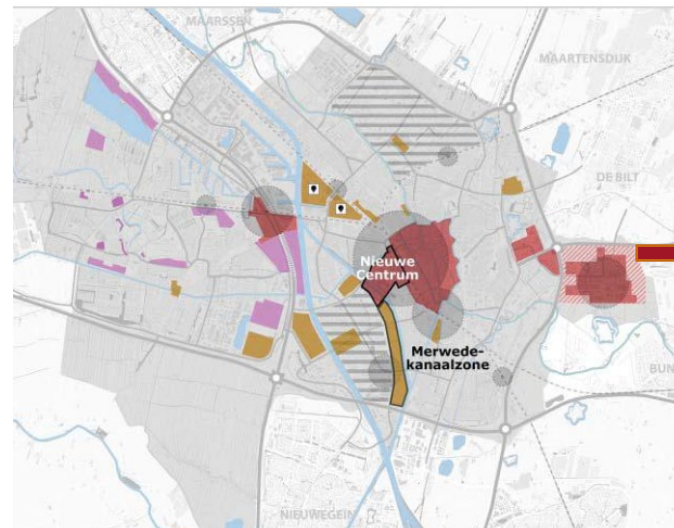 MAARSSEN
MAARTENSDIJK
DE BILT
Nieuwe
Centrum
Merwede-
kanaalzone
BUN
NIEUWEGEIN